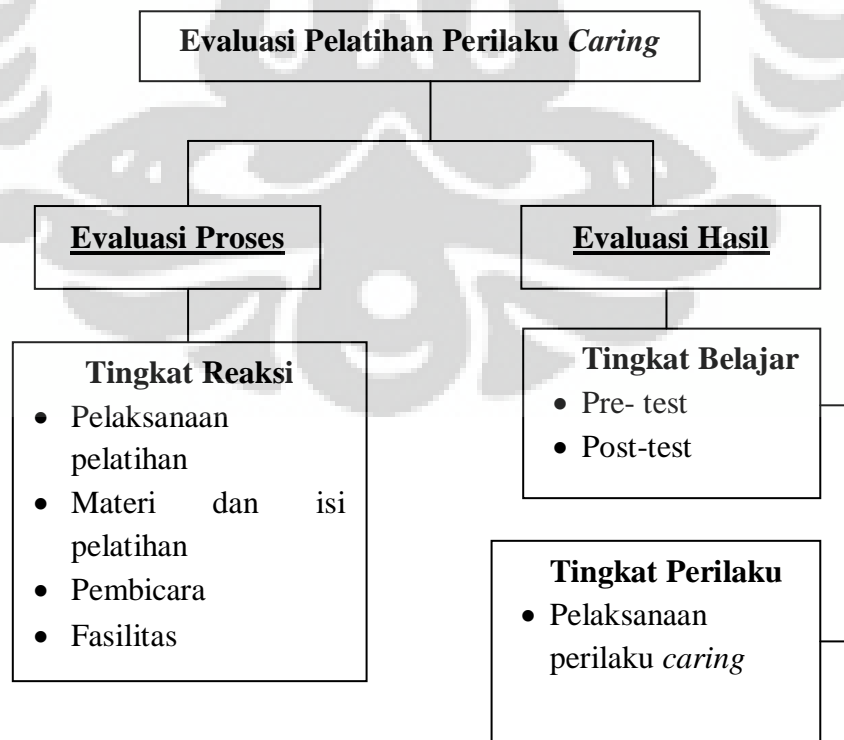 Evaluasi Pelatihan Perilaku Caring
Evaluasi Proses
Evaluasi Hasil
Tingkat Reaksi
• Pelaksanaan
pelatihan
• Materi dan isi
pelatihan
• Pembicara
• Fasilitas
Tingkat Belajar
• Pre- test
• Post-test
Tingkat Perilaku
• Pelaksanaan
perilaku caring